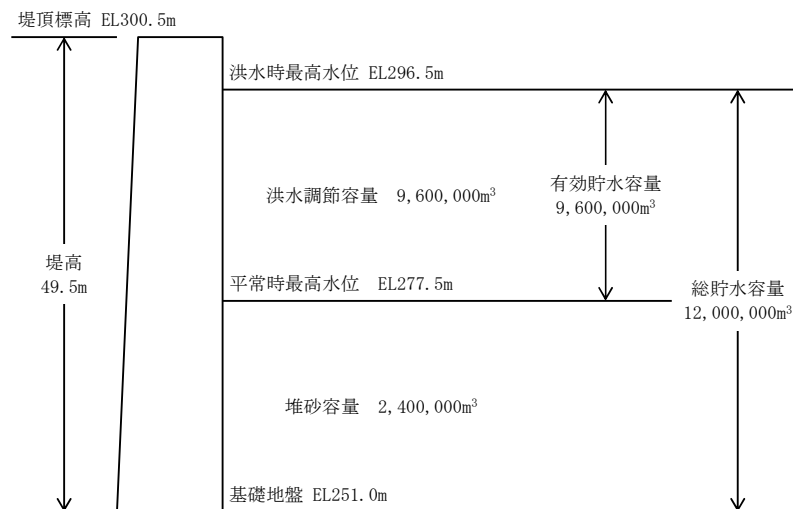 堤頂標高 EL300.5m
洪水時最高水位 EL296.5m
洪水調節容量 9,600,000m³
有効貯水容量
9,600,000m³
堤高
49.5m
平常時最高水位 EL277.5m
総貯水容量
12,000,000m³
堆砂容量 2,400,000m³
基礎地盤 EL251.0m